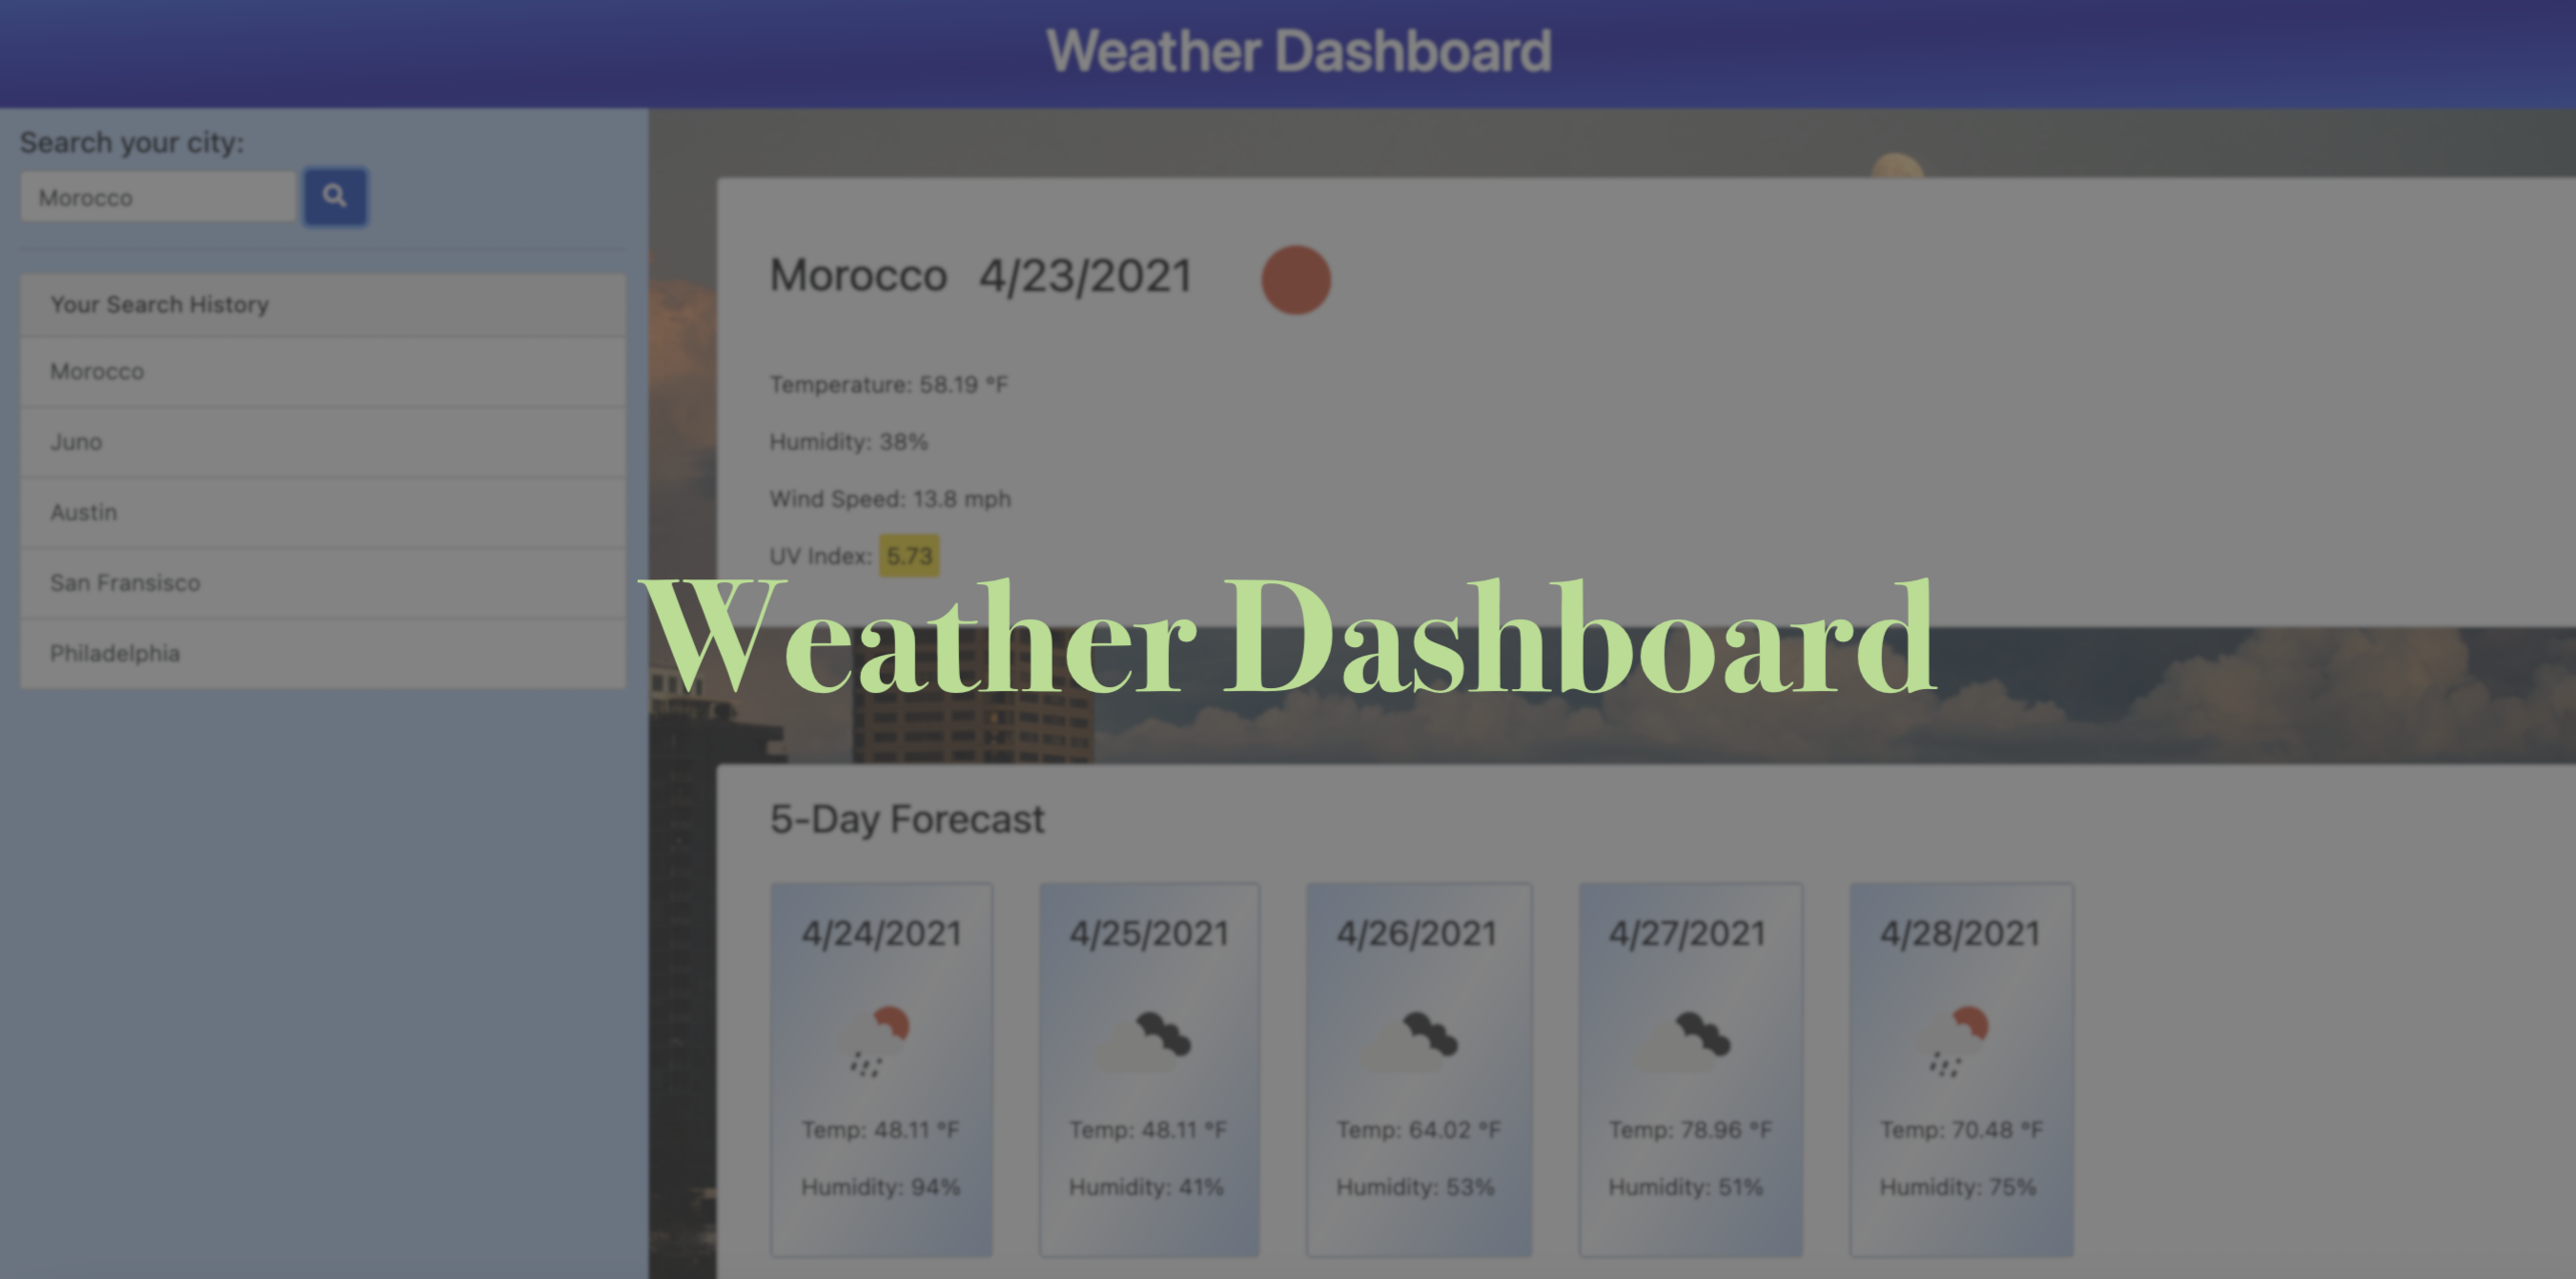 Weather Dashboard
Search your city:
Morocco
Your Search History
Morocco
Juno
Austin
San Fransisco
Philadelphia
Morocco 4/23/2021
Temperature: 58.19 °F
Humidity: 38%
Wind Speed: 13.8 mph
UV Index: 5.73
Weather Dashboard
5-Day Forecast
4/24/2021
Temp: 48.11 °F
Humidity: 94%
4/25/2021
Temp: 48.11 °F
Humidity: 41%
4/26/2021
Temp: 64.02 °F
Humidity: 53%
4/27/2021
Temp: 78.96 °F
Humidity: 51%
4/28/2021
Temp: 70.48 °F
Humidity: 75%